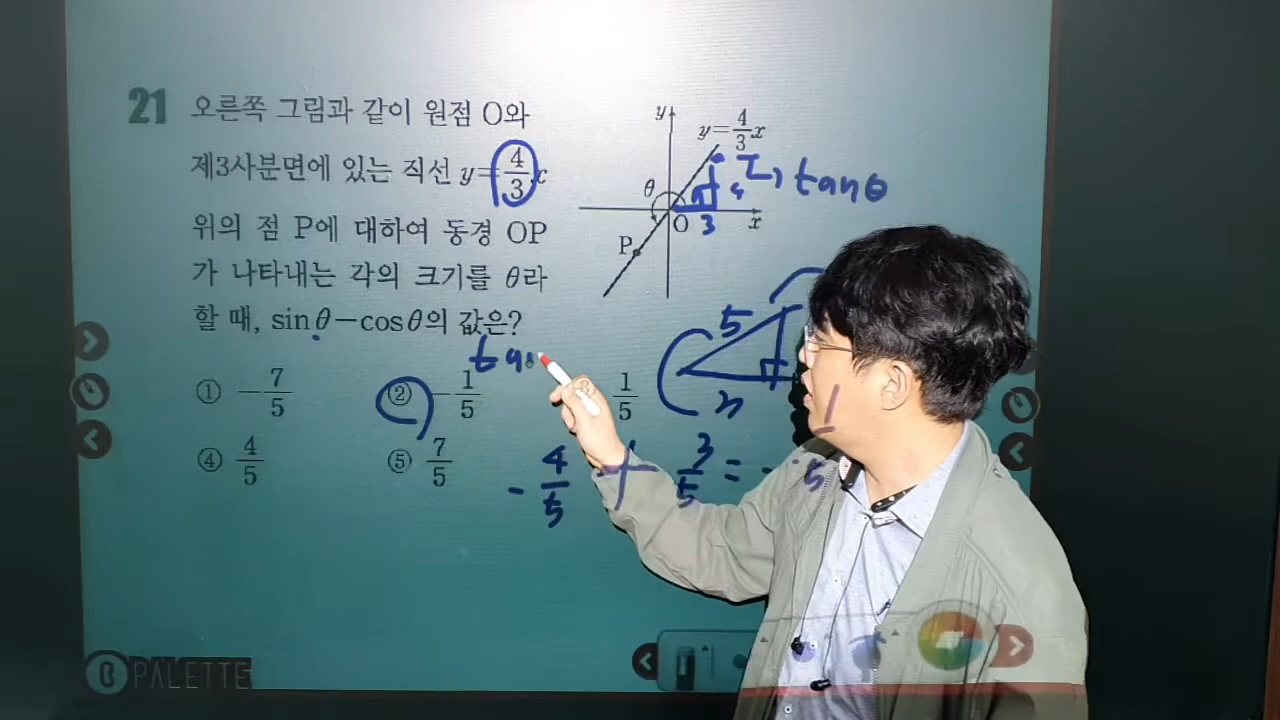 21 오른쪽 그림과 같이 원점 O와
제3사분면에 있는 직선 y=4/3x
위의 점 P에 대하여 동경 OP
가 나타내는 각의 크기를 θ라
할 때, sinθ-cosθ의 값은?
① -7/5 ② -1/5 1/5
④ 4/5 ⑤ 7/5
y
y=4/3x
θ
O
x
P
4
3
I, tanθ
5
tan
-4/5 + 3/5 = -
5
PALETTE